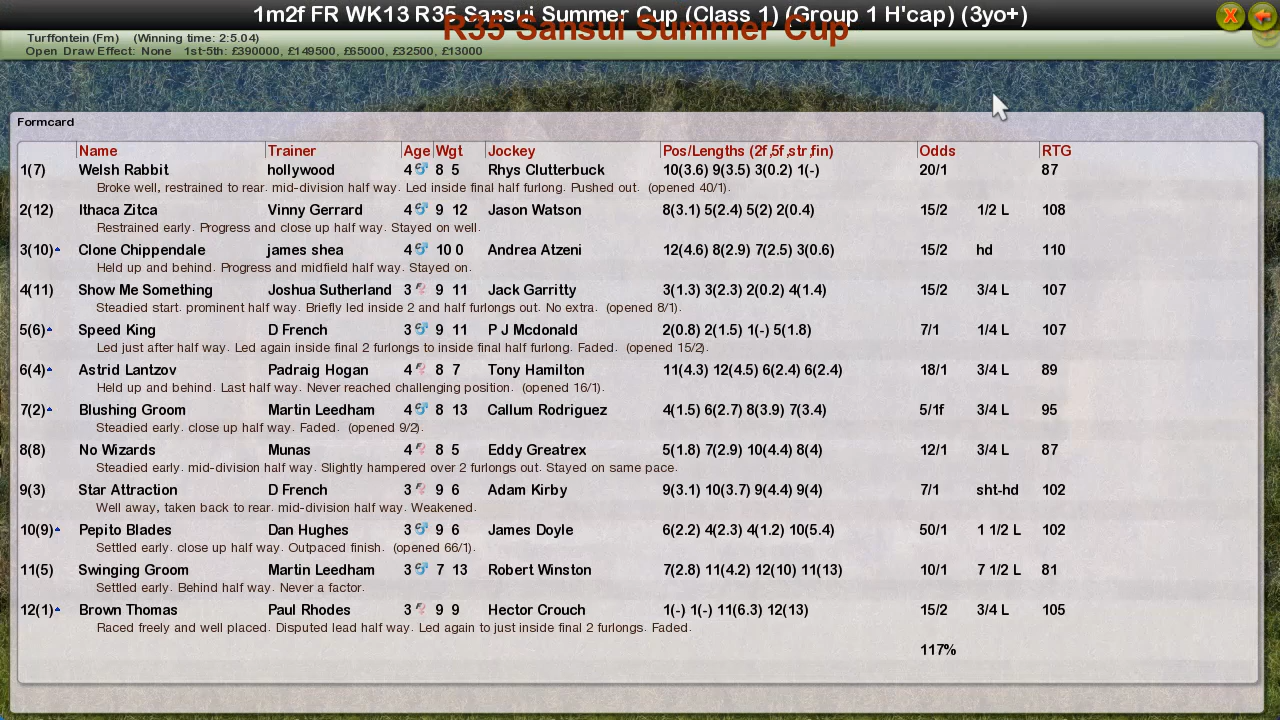 1m2f FR WK13 R35 Sansui Summer Cup (Class 1) (Group 1 H'cap) (3yo+)
R35 Sansui Summer Cup
Turffontein (Fm) (Winning time: 2:5.04)
Open Draw Effect: None 1st-5th: £390000, £149500, £65000, £32500, £13000
Formcard
Name Trainer Age Wgt Jockey Pos/Lengths (2f,5f,str,fin) Odds RTG
1(7) Welsh Rabbit hollywood 4 8 5 Rhys Clutterbuck 10(3.6) 9(3.5) 3(0.2) 1(-) 20/1 87
Broke well, restrained to rear. mid-division half way. Led inside final half furlong. Pushed out. (opened 40/1).
2(12) Ithaca Zitca Vinny Gerrard 4 9 12 Jason Watson 8(3.1) 5(2.4) 5(2) 2(0.4) 15/2 1/2 L 108
Restrained early. Progress and close up half way. Stayed on well.
3(10) Clone Chippendale james shea 4 10 0 Andrea Atzeni 12(4.6) 8(2.9) 7(2.5) 3(0.6) 15/2 hd 110
Held up and behind. Progress and midfield half way. Stayed on.
4(11) Show Me Something Joshua Sutherland 3 9 11 Jack Garritty 3(1.3) 3(2.3) 2(0.2) 4(1.4) 15/2 3/4 L 107
Steadied start. prominent half way. Briefly led inside 2 and half furlongs out. No extra. (opened 8/1).
5(6) Speed King D French 3 9 11 P J Mcdonald 2(0.8) 2(1.5) 1(-) 5(1.8) 7/1 1/4 L 107
Led just after half way. Led again inside final 2 furlongs to inside final half furlong. Faded. (opened 15/2).
6(4) Astrid Lantzov Padraig Hogan 4 8 7 Tony Hamilton 11(4.3) 12(4.5) 6(2.4) 6(2.4) 18/1 3/4 L 89
Held up and behind. Last half way. Never reached challenging position. (opened 16/1).
7(2) Blushing Groom Martin Leedham 4 8 13 Callum Rodriguez 4(1.5) 6(2.7) 8(3.9) 7(3.4) 5/1f 3/4 L 95
Steadied early. close up half way. Faded. (opened 9/2).
8(8) No Wizards Munas 4 8 5 Eddy Greatrex 5(1.8) 7(2.9) 10(4.4) 8(4) 12/1 3/4 L 87
Steadied early. mid-division half way. Slightly hampered over 2 furlongs out. Stayed on same pace.
9(3) Star Attraction D French 3 9 6 Adam Kirby 9(3.1) 10(3.7) 9(4.4) 9(4) 7/1 sht-hd 102
Well away, taken back to rear. mid-division half way. Weakened.
10(9) Pepito Blades Dan Hughes 3 9 6 James Doyle 6(2.2) 4(2.3) 4(1.2) 10(5.4) 50/1 1 1/2 L 102
Settled early. close up half way. Outpaced finish. (opened 66/1).
11(5) Swinging Groom Martin Leedham 3 7 13 Robert Winston 7(2.8) 11(4.2) 12(10) 11(13) 10/1 7 1/2 L 81
Settled early. Behind half way. Never a factor.
12(1) Brown Thomas Paul Rhodes 3 9 9 Hector Crouch 1(-) 1(-) 11(6.3) 12(13) 15/2 3/4 L 105
Raced freely and well placed. Disputed lead half way. Led again to just inside final 2 furlongs. Faded.
117%